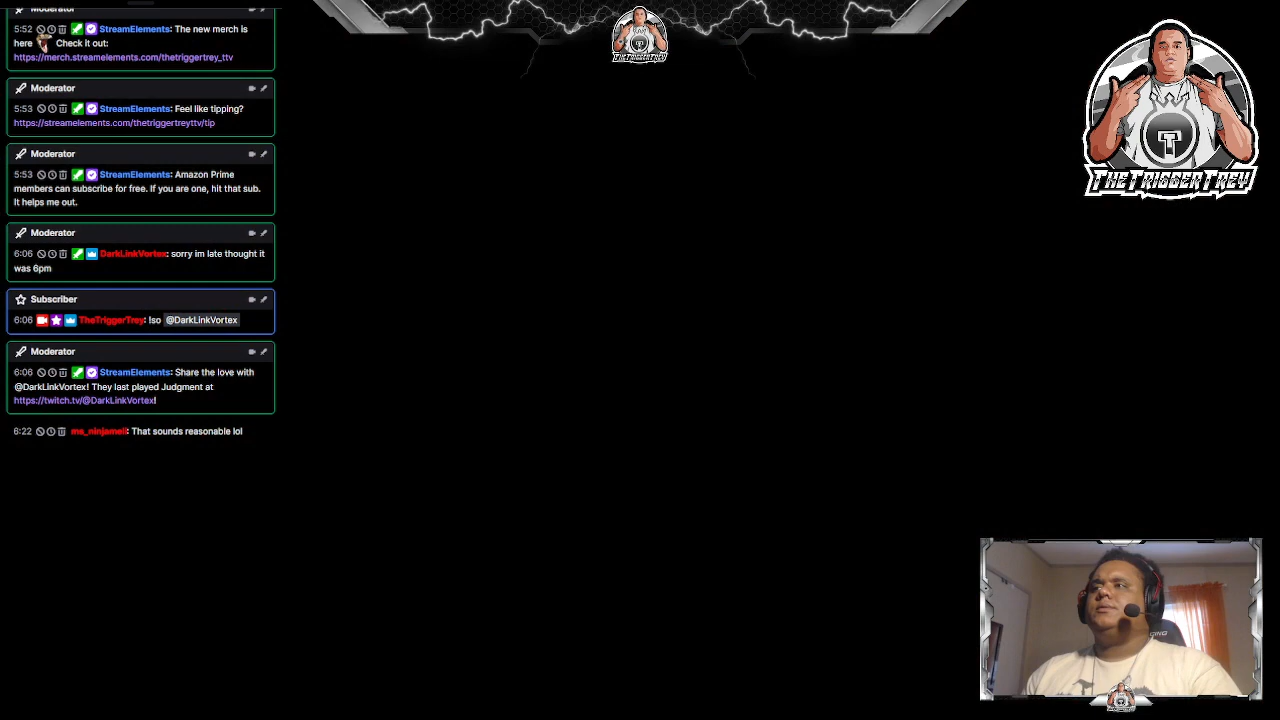 Moderator
5:52 StreamElements: The new merch is
here Check it out:
https://merch.streamelements.com/thetriggertrey_ttv
Moderator
5:53 StreamElements: Feel like tipping?
https://streamelements.com/thetriggertreyttv/tip
Moderator
5:53 StreamElements: Amazon Prime
members can subscribe for free. If you are one, hit that sub.
It helps me out.
Moderator
6:06 DarkLinkVortex: sorry im late thought it
was 6pm
Subscriber
6:06 TheTriggerTrey: !so @DarkLinkVortex
Moderator
6:06 StreamElements: Share the love with
@DarkLinkVortex! They last played Judgment at
https://twitch.tv/@DarkLinkVortex!
6:22 ms_ninjameli: That sounds reasonable lol
TheTriggerTrey
T
TheTriggerTrey